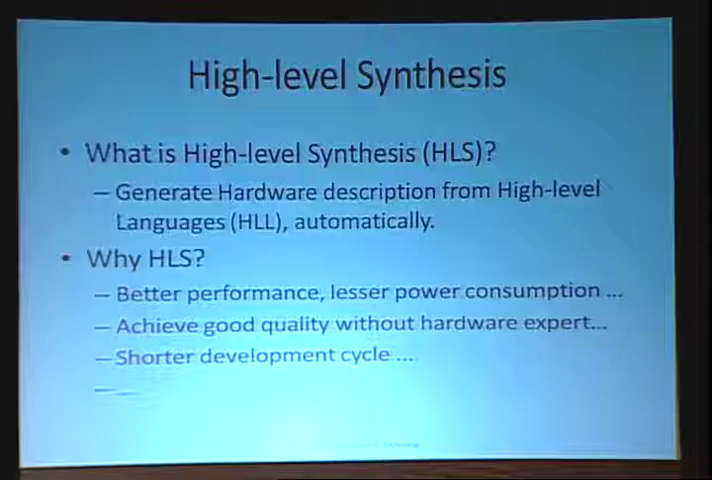 High-level Synthesis
• What is High-level Synthesis (HLS)?
– Generate Hardware description from High-level
Languages (HLL), automatically.
• Why HLS?
– Better performance, lesser power consumption ...
– Achieve good quality without hardware expert...
– Shorter development cycle ...
– __